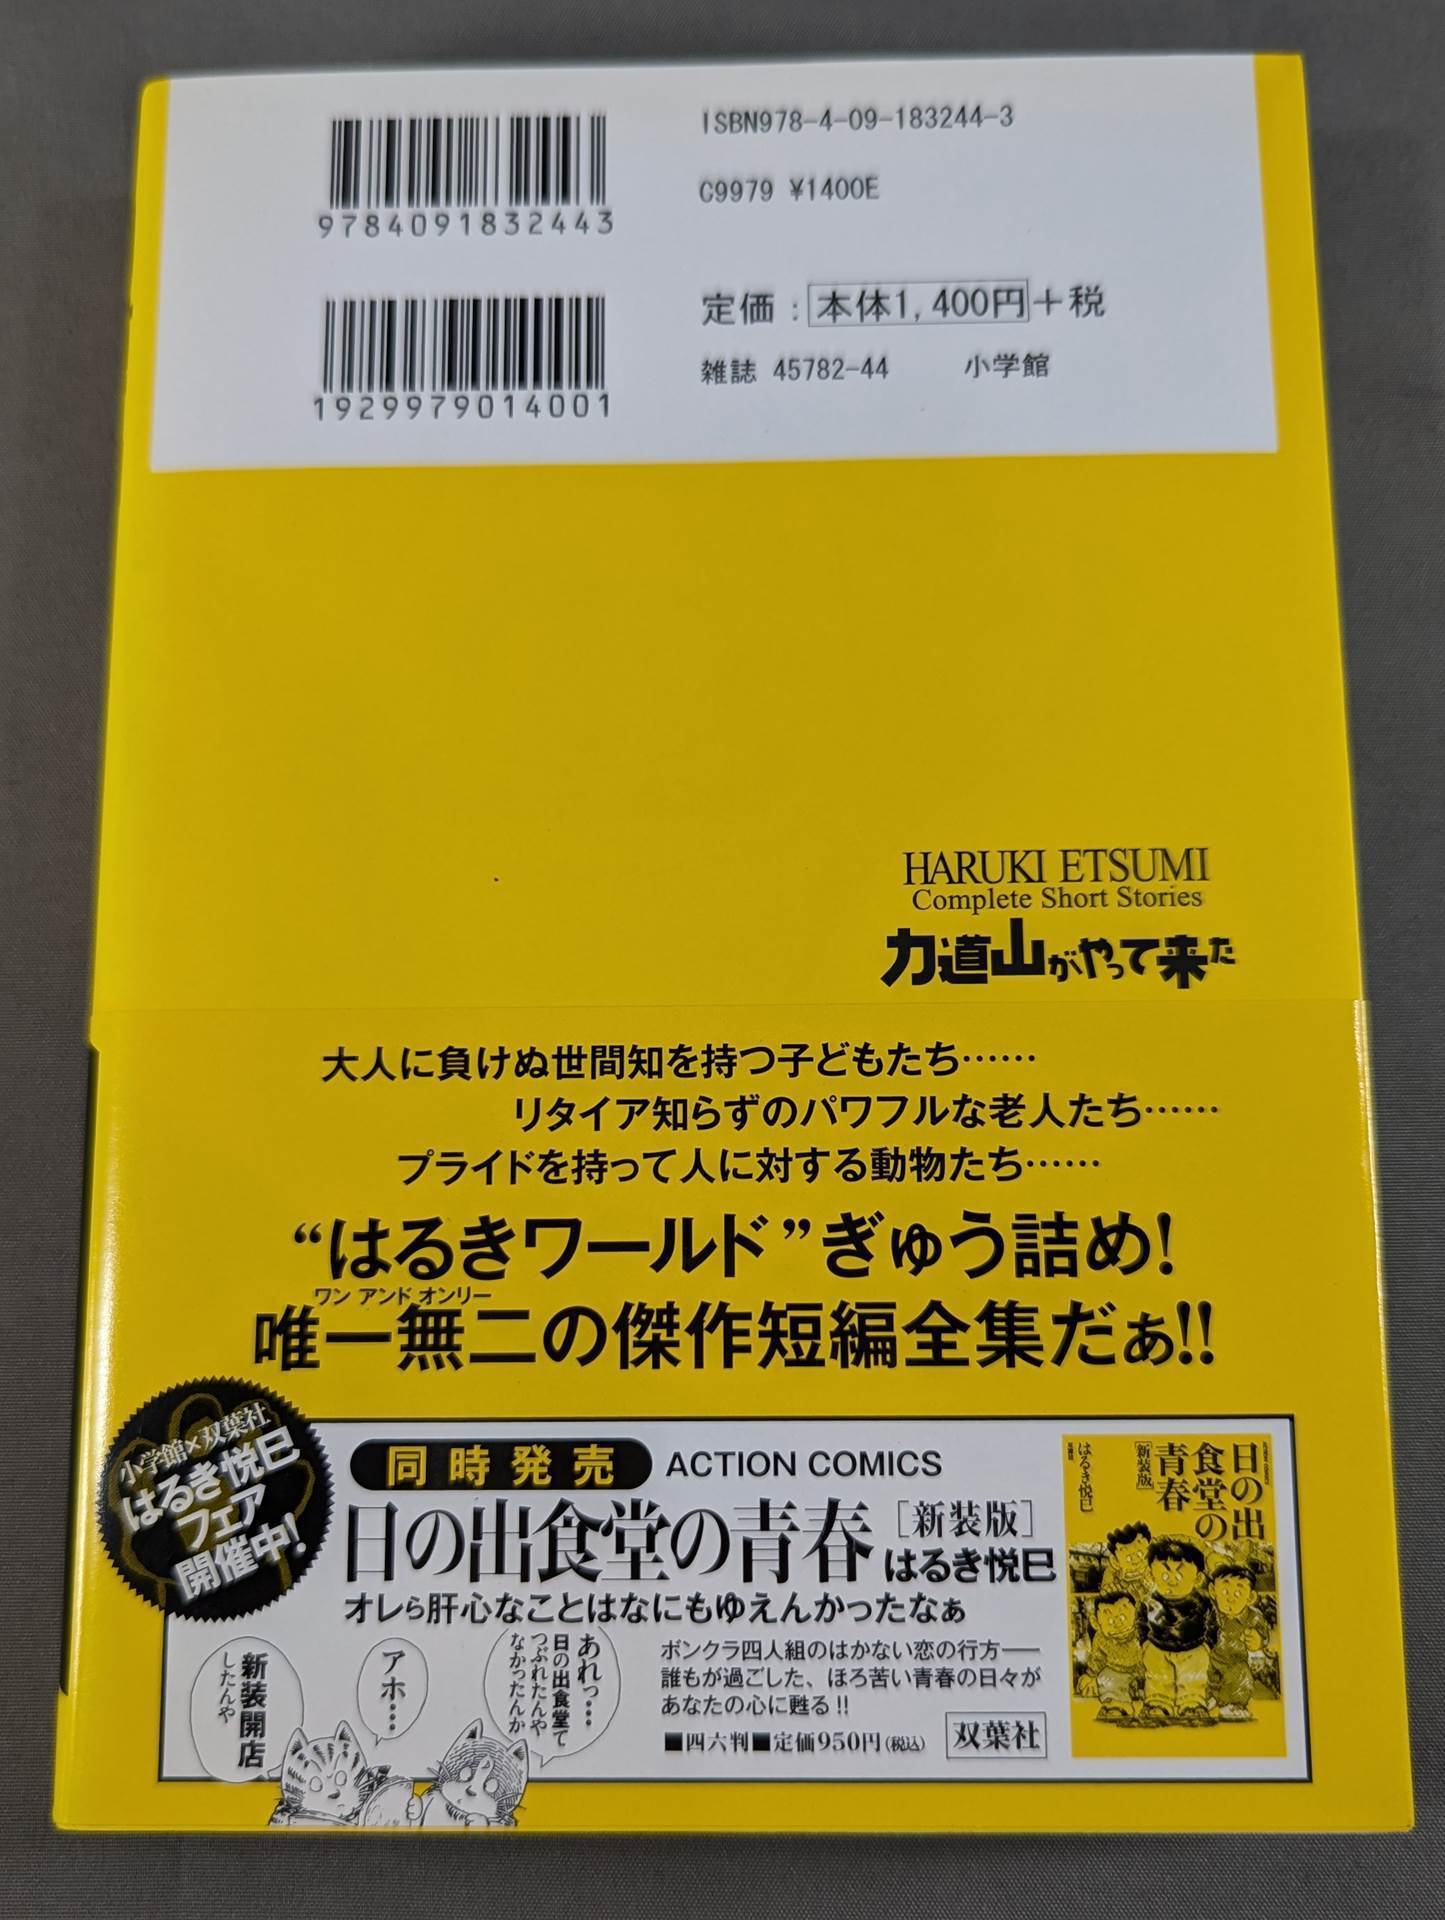 ISBN978-4-09-183244-3
9784091832443
C9979 ¥1400E
定価：本体1,400円＋税
1929979014001
雑誌 45782-44 小学館
HARUKI ETSUMI
Complete Short Stories
力道山がやって来た
大人に負けぬ世間知を持つ子どもたち……
リタイア知らずのパワフルな老人たち……
プライドを持って人に対する動物たち……
“はるきワールド”ぎゅう詰め！
ワン アンド オンリー
唯一無二の傑作短編全集だぁ!!
小学館×双葉社
はるき悦巳
フェア
開催中！
同時発売 ACTION COMICS
日の出食堂の青春［新装版］
はるき悦巳
オレら肝心なことはなにもゆえんかったなぁ
ボンクラ四人組のはかない恋の行方――
誰もが過ごした、ほろ苦い青春の日々が
あなたの心に甦る!!
■四六判■定価950円(税込) 双葉社
あれっ…
日の出食堂て
つぶれたんや
なかったんか
アホ…
新装開店
したんや
日の出
食堂の
青春
［新装版］
はるき悦巳